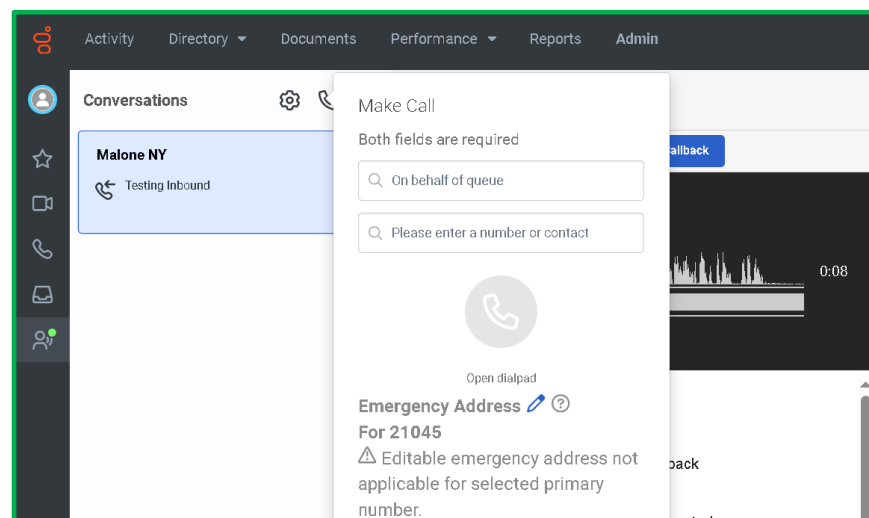 Activity Directory Documents Performance Reports Admin
Conversations
Malone NY
Testing Inbound
Make Call
Both fields are required
On behalf of queue
Please enter a number or contact
Open dialpad
Emergency Address
For 21045
Editable emergency address not
applicable for selected primary
number.
allback
0:08
back